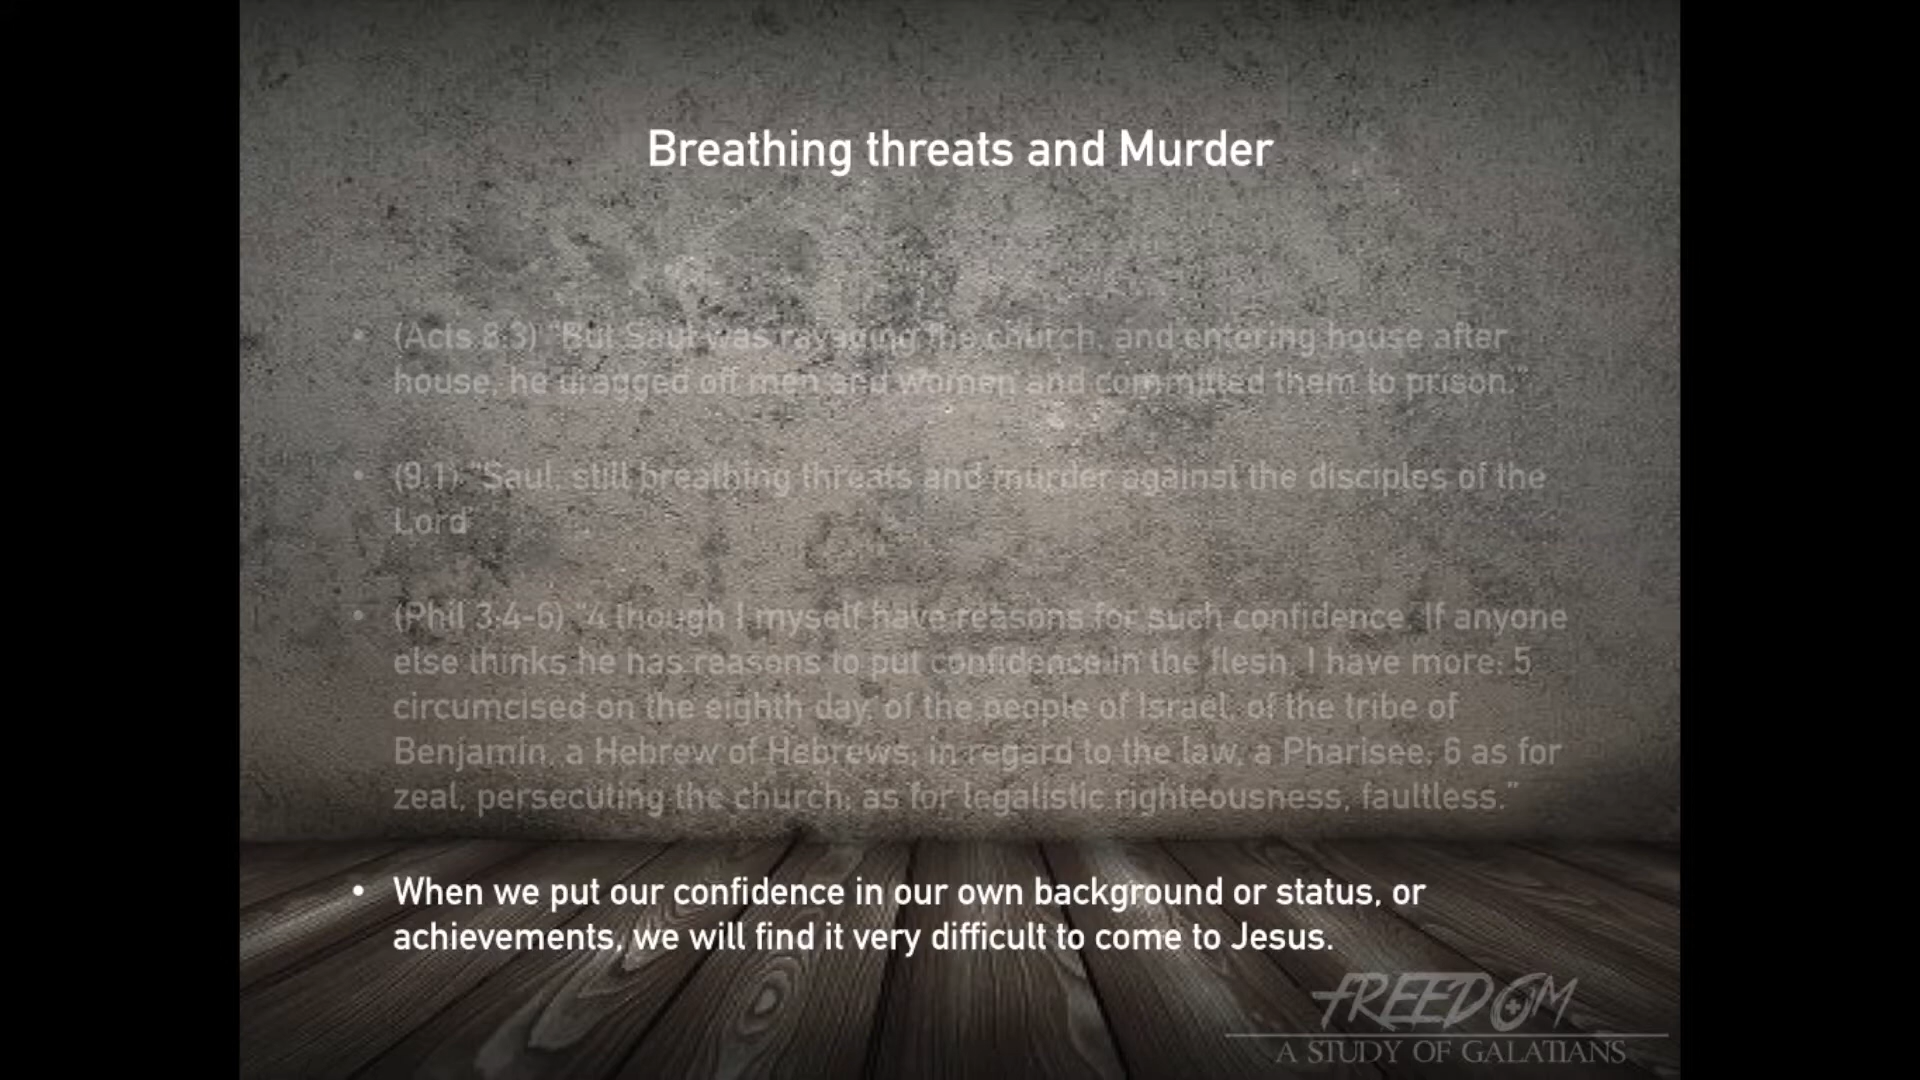 Breathing threats and Murder
• (Acts 8:3) "But Saul was ravaging the church, and entering house after
house, he dragged off men and women and committed them to prison."
• (9:1) "Saul, still breathing threats and murder against the disciples of the
Lord"
• (Phil 3:4-6) "4 though I myself have reasons for such confidence. If anyone
else thinks he has reasons to put confidence in the flesh, I have more: 5
circumcised on the eighth day, of the people of Israel, of the tribe of
Benjamin, a Hebrew of Hebrews; in regard to the law, a Pharisee; 6 as for
zeal, persecuting the church; as for legalistic righteousness, faultless."
• When we put our confidence in our own background or status, or
achievements, we will find it very difficult to come to Jesus.
FREEDOM
A STUDY OF GALATIANS